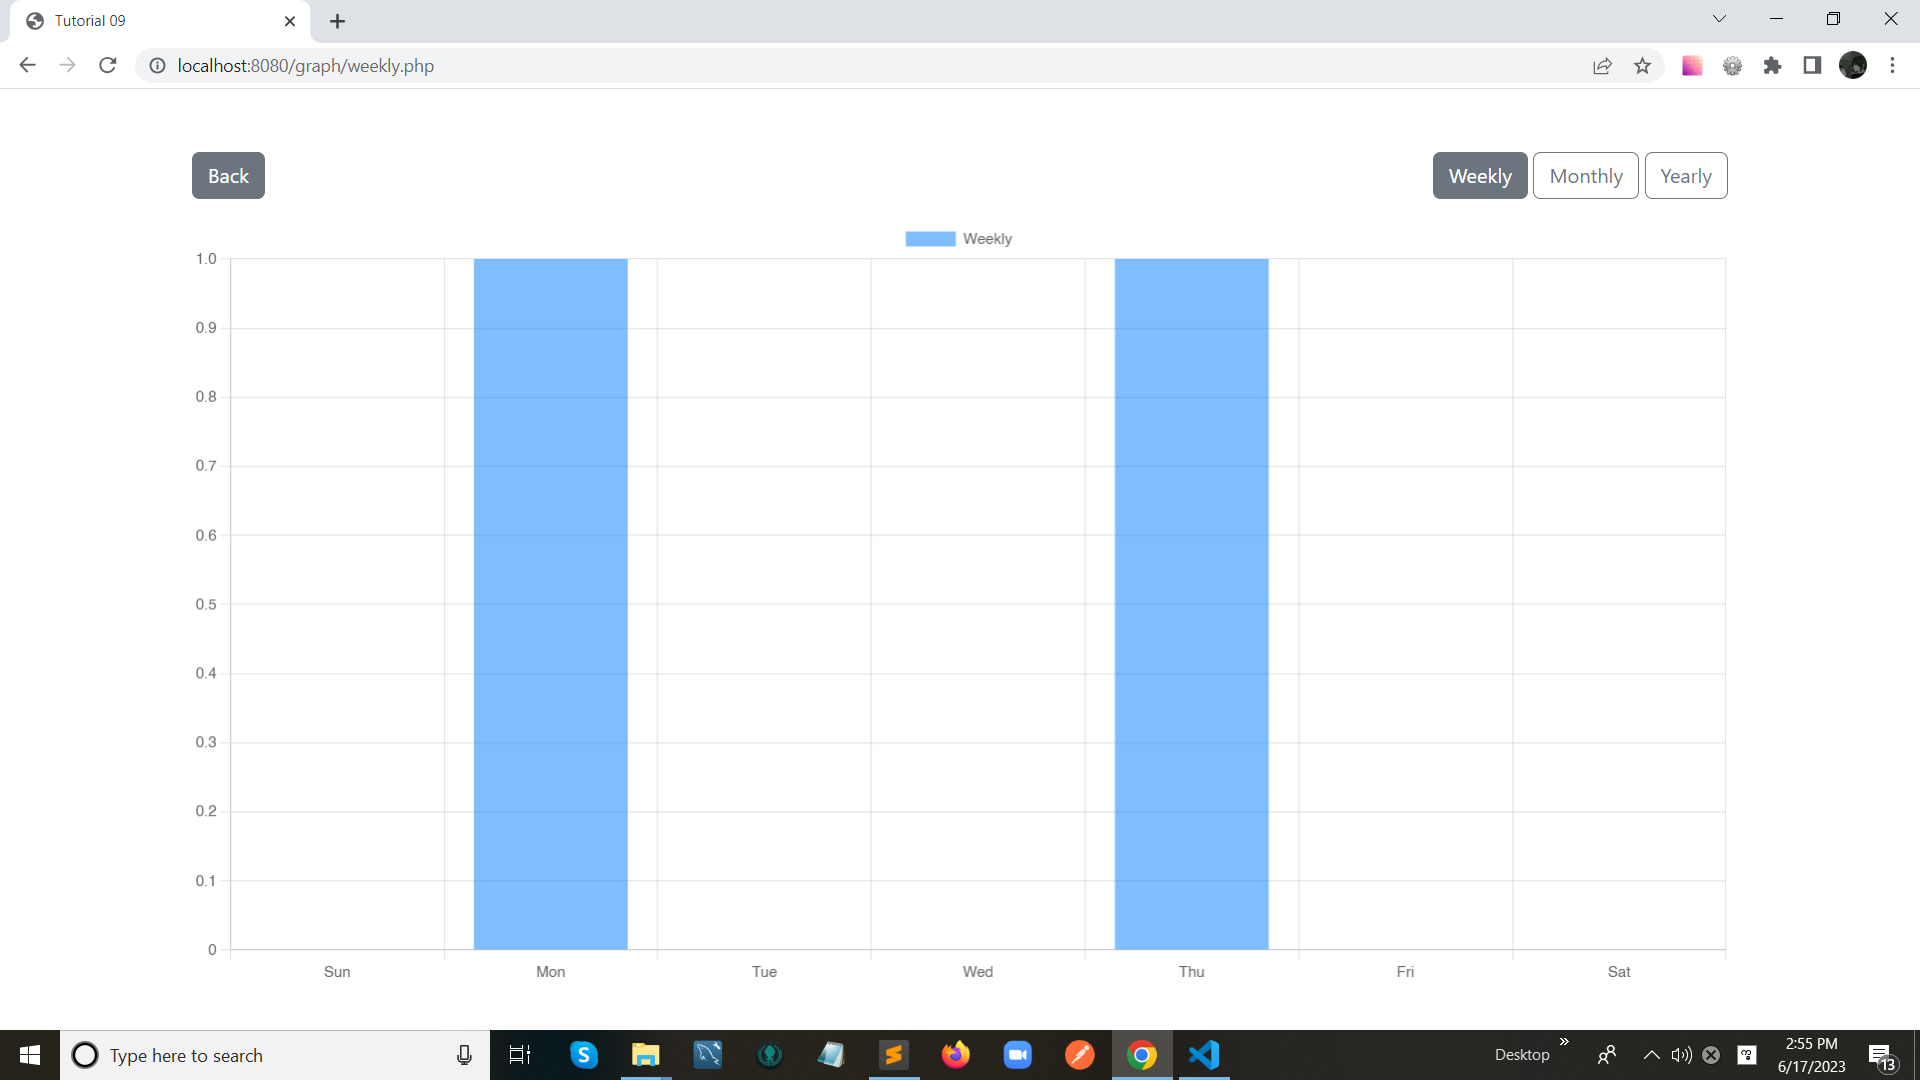 Tutorial 09
localhost:8080/graph/weekly.php
Back
Weekly Monthly Yearly
Weekly
1.0
0.9
0.8
0.7
0.6
0.5
0.4
0.3
0.2
0.1
0
Sun Mon Tue Wed Thu Fri Sat
Type here to search
Desktop
2:55 PM
6/17/2023
13